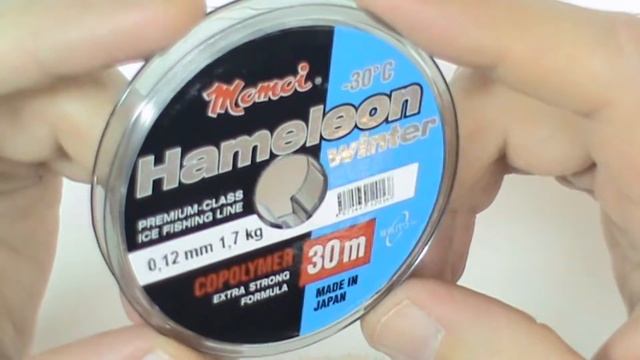 Momoi
-30°C
Hameleon
winter
PREMIUM-CLASS
ICE FISHING LINE
0,12 mm 1,7 kg
COPOLYMER
EXTRA STRONG
FORMULA
30m
MADE IN
JAPAN